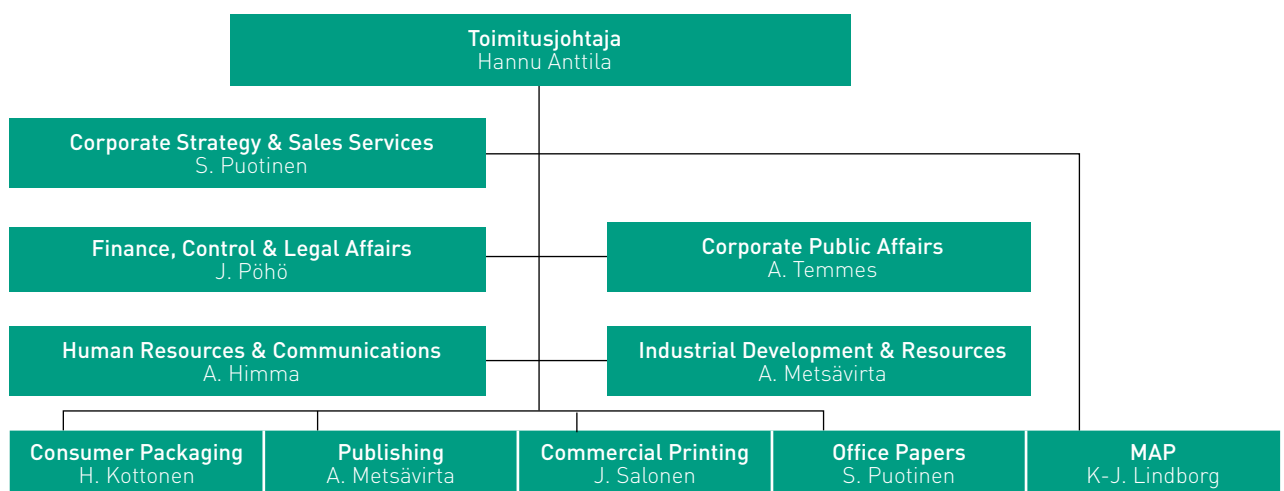 Toimitusjohtaja
Hannu Anttila
Corporate Strategy & Sales Services
S. Puotinen
Finance, Control & Legal Affairs
J. Pöhö
Corporate Public Affairs
A. Temmes
Human Resources & Communications
A. Himma
Industrial Development & Resources
A. Metsävirta
Consumer Packaging
H. Kottonen
Publishing
A. Metsävirta
Commercial Printing
J. Salonen
Office Papers
S. Puotinen
MAP
K-J. Lindborg